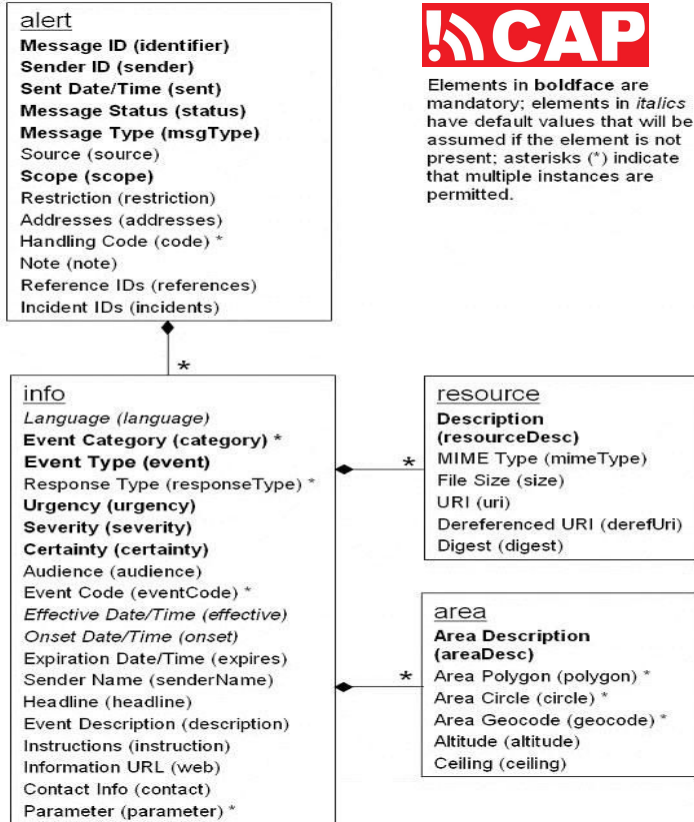 alert
Message ID (identifier)
Sender ID (sender)
Sent Date/Time (sent)
Message Status (status)
Message Type (msgType)
Source (source)
Scope (scope)
Restriction (restriction)
Addresses (addresses)
Handling Code (code) *
Note (note)
Reference IDs (references)
Incident IDs (incidents)
CAP
Elements in boldface are
mandatory; elements in italics
have default values that will be
assumed if the element is not
present; asterisks (*) indicate
that multiple instances are
permitted.
*
info
Language (language)
Event Category (category) *
Event Type (event)
Response Type (responseType) *
Urgency (urgency)
Severity (severity)
Certainty (certainty)
Audience (audience)
Event Code (eventCode) *
Effective Date/Time (effective)
Onset Date/Time (onset)
Expiration Date/Time (expires)
Sender Name (senderName)
Headline (headline)
Event Description (description)
Instructions (instruction)
Information URL (web)
Contact Info (contact)
Parameter (parameter) *
*
resource
Description
(resourceDesc)
MIME Type (mimeType)
File Size (size)
URI (uri)
Dereferenced URI (derefUri)
Digest (digest)
*
area
Area Description
(areaDesc)
Area Polygon (polygon) *
Area Circle (circle) *
Area Geocode (geocode) *
Altitude (altitude)
Ceiling (ceiling)